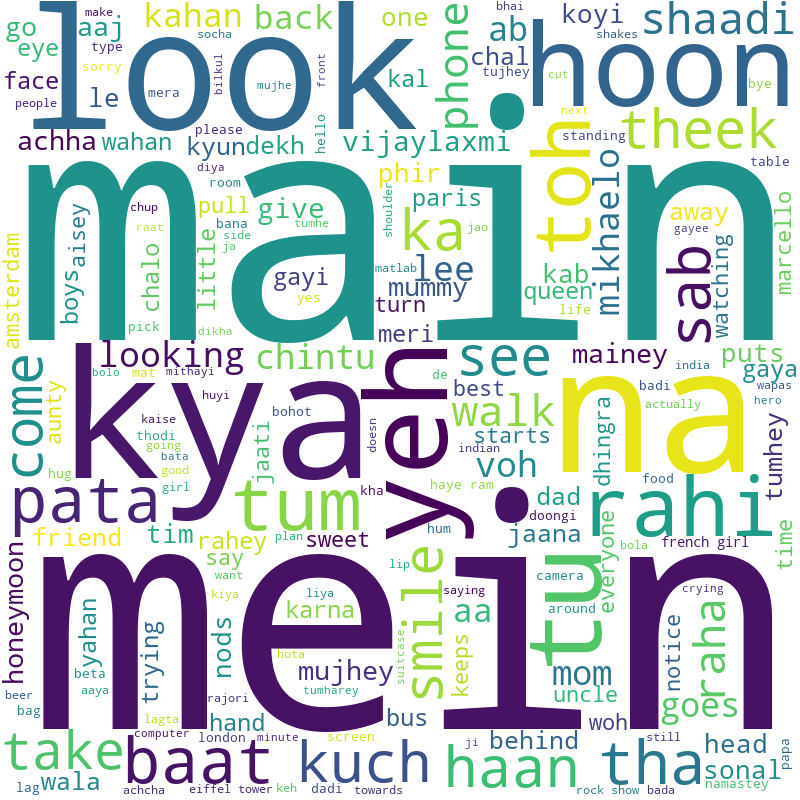 go
aaj
make
eye
type
sorry
face
people
le
look
mera
kahan
socha
bilkul
back
mujhe
front
one
kal
phone
bhai
ab
chal
tujhey
hoon
koyi
shakes
cut
shaadi
bye
achha
wahan
please
kyun
diya
dekh
hello
vijaylaxmi
toh
next
standing
theek
table
main
room
phir
pull
bana
side
ja
give
tumhe
shoulder
paris
ka
jao
lee
matlab
mummy
kab
queen
mikhaelo
away
gayee
sab
watching
marcello
life
amsterdam
boys
aisey
chup
raat
chalo
little
pick
dikha
gayi
yes
turn
meri
come
looking
bolo
mat
mithayi
huyi
aunty
kaise
thodi
going
bata
good
hug
girl
kya
chintu
bohot
jaati
doesn
yeh
de
see
best
walk
starts
indian
voh
mainey
india
badi
actually
na
puts
gaya
wapas
hero
tumhey
dhingra
food
pata
tum
kha
haye ram
dad
doongi
rahi
friend
tim
rahey
plan
sweet
hum
jaana
bola
french girl
time
honeymoon
say
want
lip
saying
tu
camera
around
everyone
crying
yahan
beta
aaya
trying
nods
kiya
liya
karna
hota
mujhey
tumharey
smile
suitcase
keeps
aa
mom
uncle
notice
raha
goes
mein
beer
bag
rajori
hand
lagta
computer
london
minute
screen
bus
woh
behind
still
head
papa
take
wala
lag
baat
achcha
eiffel tower
keh
kuch
dadi
towards
haan
ji
tha
rock show
bada
sonal
namastey